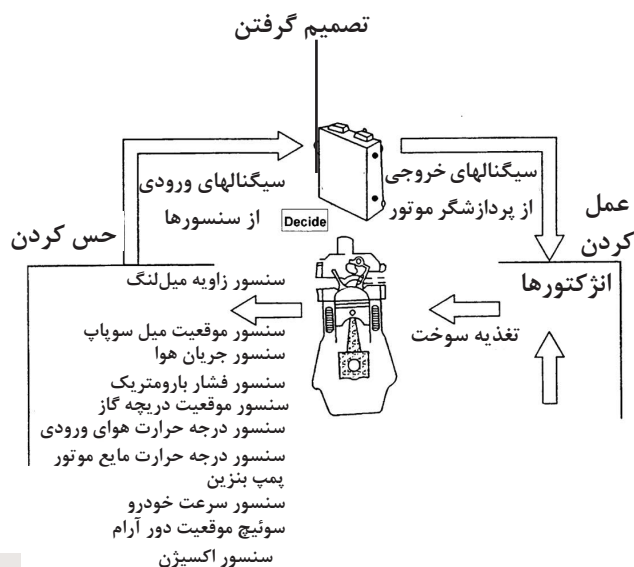 تصمیم گرفتن
سیگنالهای ورودی
از سنسورها
Decide
سیگنالهای خروجی
از پردازشگر موتور
عمل
کردن
حس کردن
انژکتورها
تغذیه سوخت
سنسور زاویه میل‌لنگ
سنسور موقعیت میل سوپاپ
سنسور جریان هوا
سنسور فشار بارومتریک
سنسور موقعیت دریچه گاز
سنسور درجه حرارت هوای ورودی
سنسور درجه حرارت مایع موتور
پمپ بنزین
سنسور سرعت خودرو
سوئیچ موقعیت دور آرام
سنسور اکسیژن